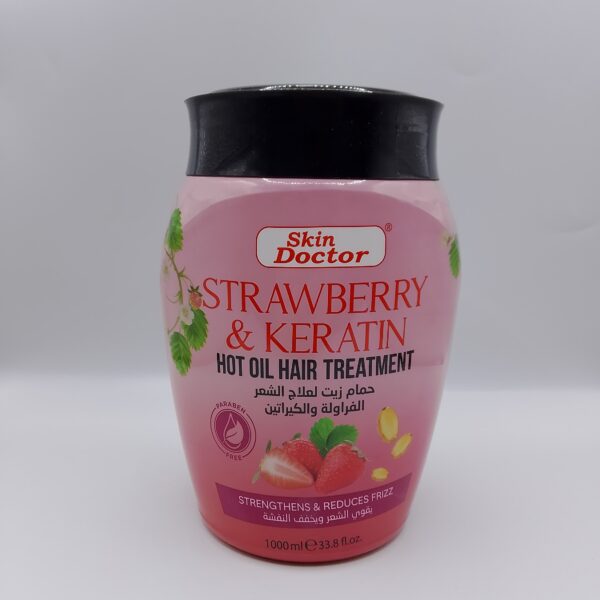 Skin
Doctor®
STRAWBERRY
& KERATIN
HOT OIL HAIR TREATMENT
حمام زيت لعلاج الشعر
الفراولة والكيراتين
PARABEN
FREE
STRENGTHENS & REDUCES FRIZZ
يقوي الشعر ويخفف النفشة
1000ml ℮ 33.8 fl.oz.